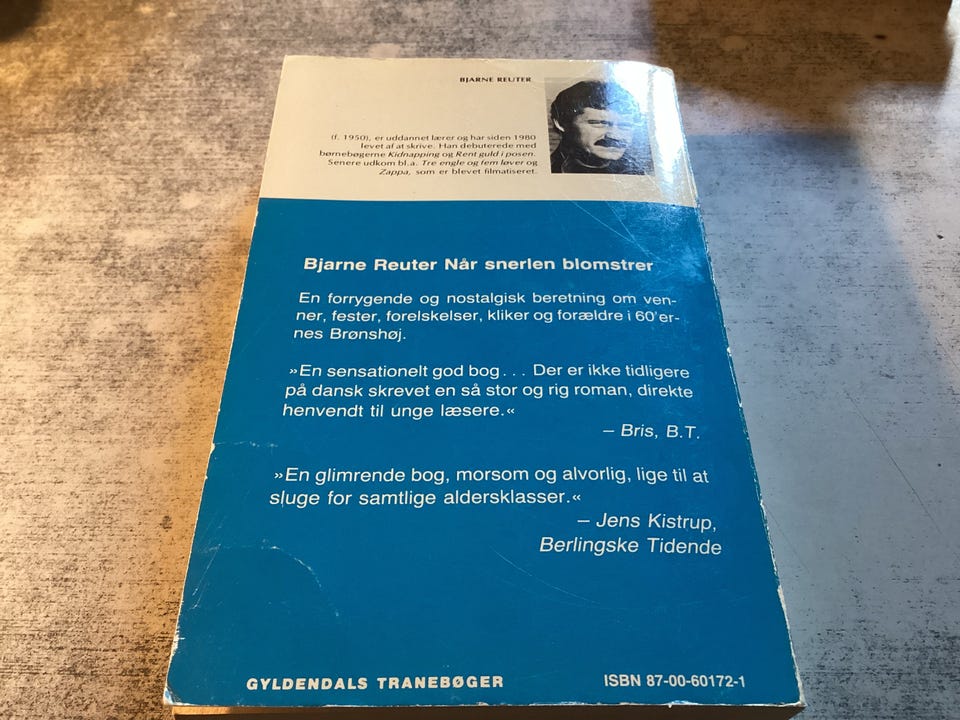 BJARNE REUTER
(f. 1950), er uddannet lærer og har siden 1980
levet af at skrive. Han debuterede med
børnebøgerne Kidnapping og Rent guld i posen.
Senere udkom bl.a. Tre engle og fem løver og
Zappa, som er blevet filmatiseret.
Bjarne Reuter Når snerlen blomstrer
En forrygende og nostalgisk beretning om ven-
ner, fester, forelskelser, kliker og forældre i 60'er-
nes Brønshøj.
»En sensationelt god bog... Der er ikke tidligere
på dansk skrevet en så stor og rig roman, direkte
henvendt til unge læsere.«
– Bris, B.T.
»En glimrende bog, morsom og alvorlig, lige til at
sluge for samtlige aldersklasser.«
– Jens Kistrup,
Berlingske Tidende
GYLDENDALS TRANEBØGER
ISBN 87-00-60172-1